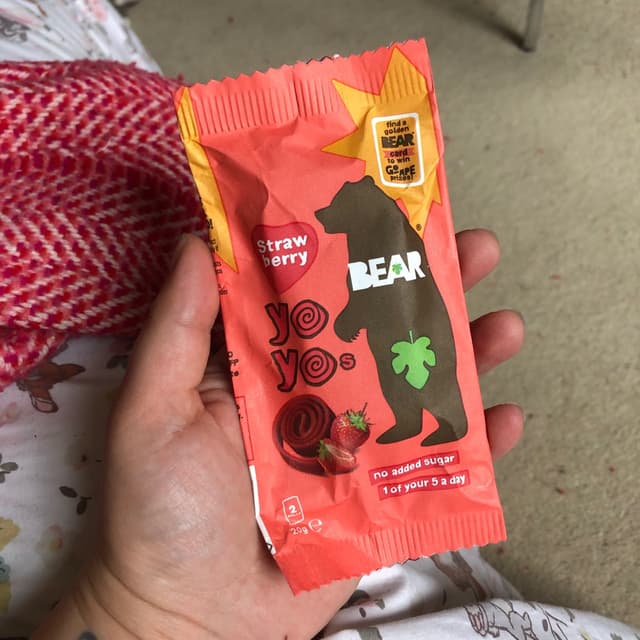 find a
golden
BEAR
card
to win
GRAPE
prizes!
Straw
berry
BEAR
®
yo
yos
no added sugar
1 of your 5 a day
2
20g e